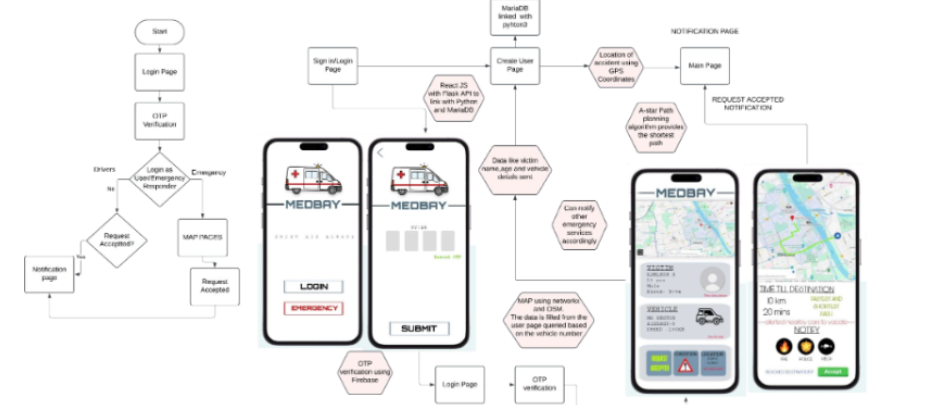 MariaDB
linked with
pyhton3
NOTIFICATION PAGE
Start
Sign in/Login
Page
Create User
Page
Location of
accident using
GPS
Coordinates
Main Page
Login Page
React JS
with Flask API to
link with Python
and MariaDB
REQUEST ACCEPTED
NOTIFICATION
OTP
Verification
A-star Path
planning
algorithm provides
the shortest
path
Drivers
Login as
User/Emergency
Responder
Emergency
No
Data like victim
name,age and vehicle
details sent
MEDBAY
MEDBAY
MEDBAY
Request
Accepted?
MAP PAGES
Can notify
other
emergency
services
accordingly
Yes
Notification
page
Request
Accepted
VICTIM
LOGIN
EMERGENCY
SUBMIT
MAP using networkx
and OSM.
The data is filled from the
user page queried based
on the vehicle number
VEHICLE
TIME TILL DESTINATION
10 km
20 mins
FASTEST AND
SHORTEST
NOTIFY
Accept
OTP
verification using
Firebase
Login Page
OTP
verification